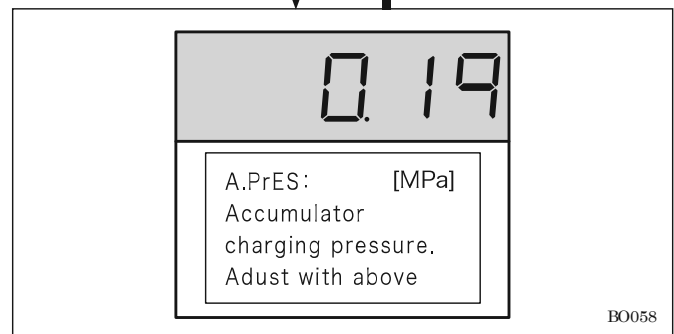 0.19
A.PrES: [MPa]
Accumulator
charging pressure.
Adust with above
BO058